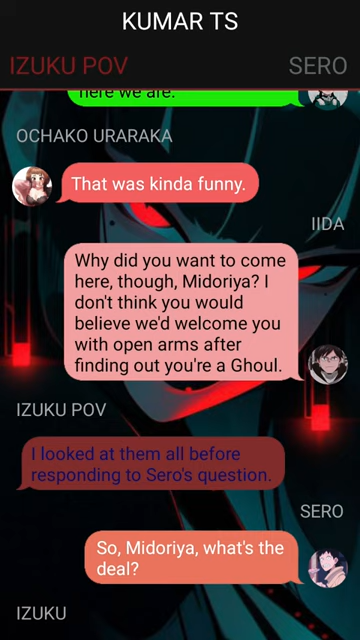 KUMAR TS
IZUKU POV
SERO
here we are.
OCHAKO URARAKA
That was kinda funny.
IIDA
Why did you want to come
here, though, Midoriya? I
don't think you would
believe we'd welcome you
with open arms after
finding out you're a Ghoul.
IZUKU POV
I looked at them all before
responding to Sero's question.
SERO
So, Midoriya, what's the
deal?
IZUKU